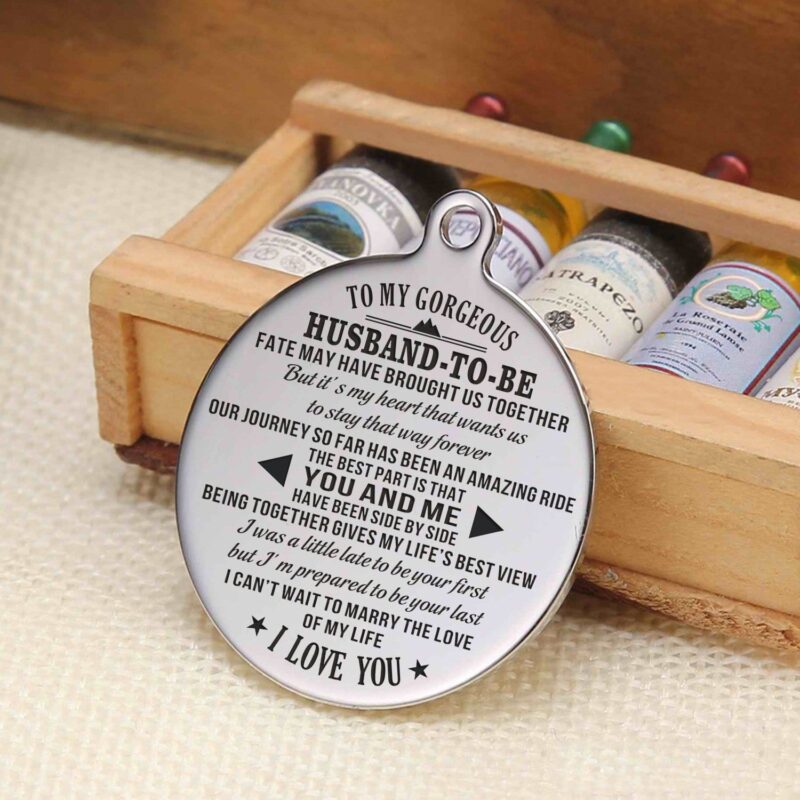 TO MY GORGEOUS
HUSBAND-TO-BE
FATE MAY HAVE BROUGHT US TOGETHER
But it's my heart that wants us
to stay that way forever
OUR JOURNEY SO FAR HAS BEEN AN AMAZING RIDE
THE BEST PART IS THAT
YOU AND ME
HAVE BEEN SIDE BY SIDE
BEING TOGETHER GIVES MY LIFE'S BEST VIEW
I was a little late to be your first
but I'm prepared to be your last
I CAN'T WAIT TO MARRY THE LOVE
OF MY LIFE
I LOVE YOU
ATRAPEZO
La Roseraie
SAINT JULIEN